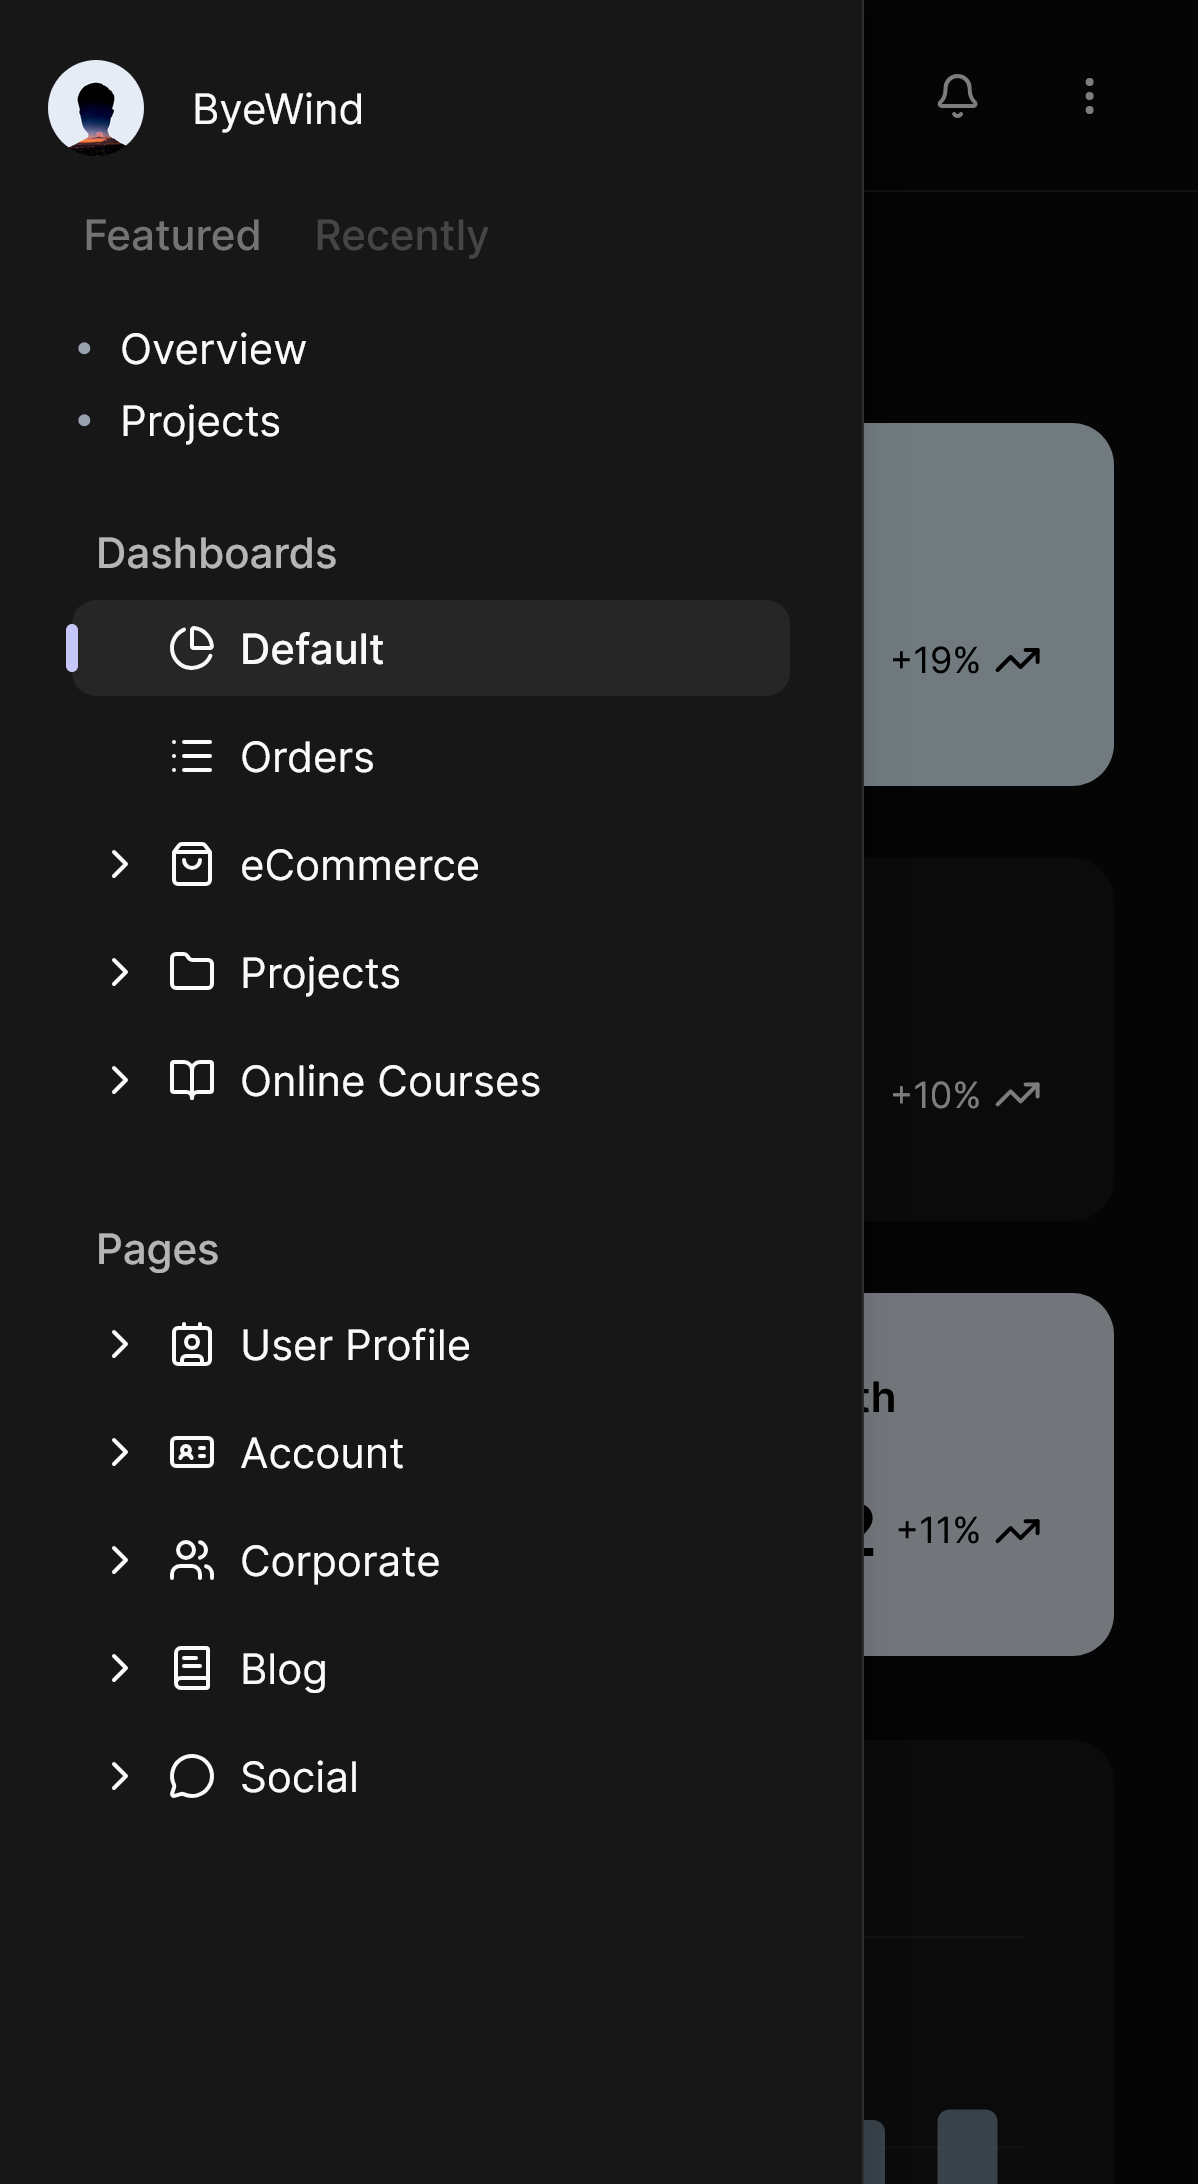 ByeWind
Featured Recently
Overview
Projects
Dashboards
Default
+19%
Orders
eCommerce
Projects
Online Courses
+10%
Pages
User Profile
th
Account
+11%
Corporate
Blog
Social